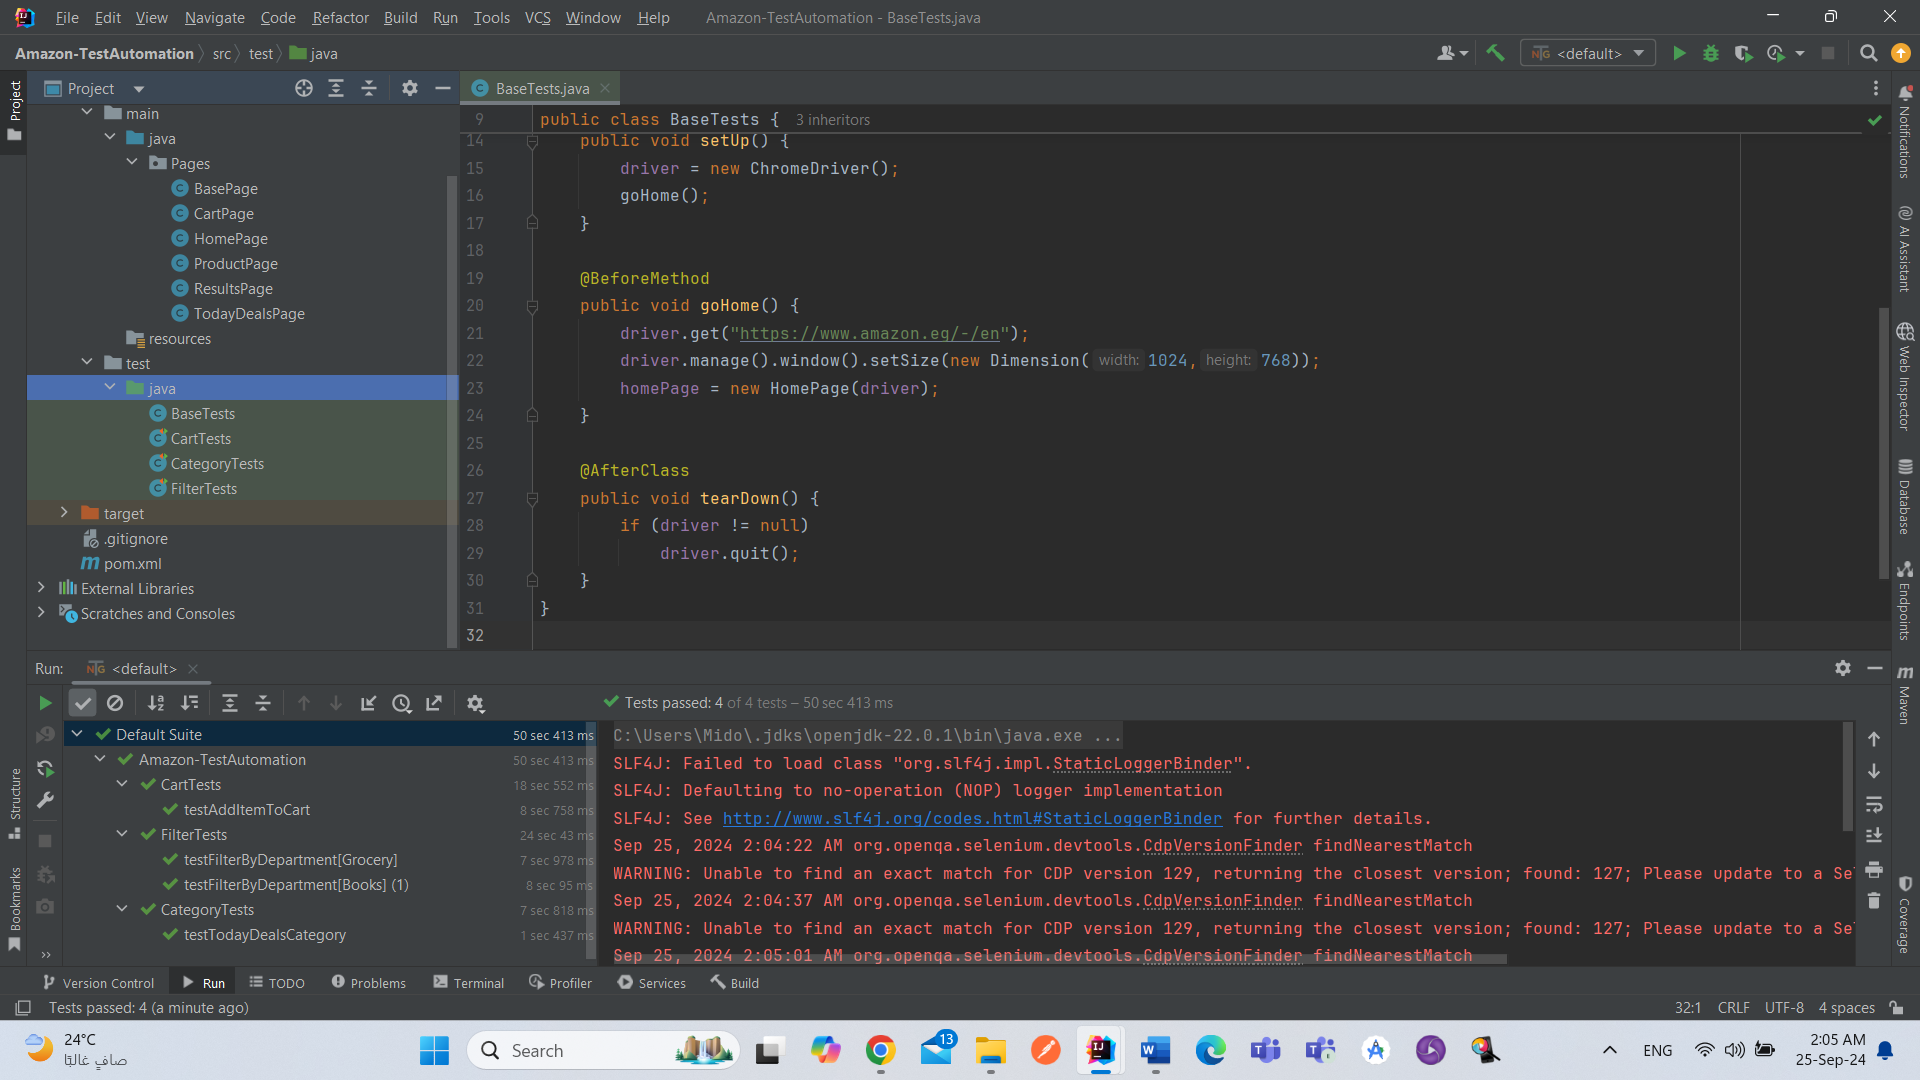 File Edit View Navigate Code Refactor Build Run Tools VCS Window Help Amazon-TestAutomation - BaseTests.java
Amazon-TestAutomation src test java
<default>
Project
main
java
Pages
BasePage
CartPage
HomePage
ProductPage
ResultsPage
TodayDealsPage
resources
test
java
BaseTests
CartTests
CategoryTests
FilterTests
target
.gitignore
pom.xml
External Libraries
Scratches and Consoles
Project
Structure
Bookmarks
BaseTests.java
9 public class BaseTests { 3 inheritors
14 public void setUp() {
15 driver = new ChromeDriver();
16 goHome();
17 }
18
19 @BeforeMethod
20 public void goHome() {
21 driver.get("https://www.amazon.eg/-/en");
22 driver.manage().window().setSize(new Dimension( width: 1024, height: 768));
23 homePage = new HomePage(driver);
24 }
25
26 @AfterClass
27 public void tearDown() {
28 if (driver != null)
29 driver.quit();
30 }
31 }
32
Notifications
AI Assistant
Web Inspector
Database
Endpoints
Maven
Coverage
Run: <default>
Tests passed: 4 of 4 tests – 50 sec 413 ms
Default Suite 50 sec 413 ms
Amazon-TestAutomation 50 sec 413 ms
CartTests 18 sec 552 ms
testAddItemToCart 8 sec 758 ms
FilterTests 24 sec 43 ms
testFilterByDepartment[Grocery] 7 sec 978 ms
testFilterByDepartment[Books] (1) 8 sec 95 ms
CategoryTests 7 sec 818 ms
testTodayDealsCategory 1 sec 437 ms
C:\Users\Mido\.jdks\openjdk-22.0.1\bin\java.exe ...
SLF4J: Failed to load class "org.slf4j.impl.StaticLoggerBinder".
SLF4J: Defaulting to no-operation (NOP) logger implementation
SLF4J: See http://www.slf4j.org/codes.html#StaticLoggerBinder for further details.
Sep 25, 2024 2:04:22 AM org.openqa.selenium.devtools.CdpVersionFinder findNearestMatch
WARNING: Unable to find an exact match for CDP version 129, returning the closest version; found: 127; Please update to a Se
Sep 25, 2024 2:04:37 AM org.openqa.selenium.devtools.CdpVersionFinder findNearestMatch
WARNING: Unable to find an exact match for CDP version 129, returning the closest version; found: 127; Please update to a Se
Sep 25, 2024 2:05:01 AM org.openqa.selenium.devtools.CdpVersionFinder findNearestMatch
Version Control Run TODO Problems Terminal Profiler Services Build
Tests passed: 4 (a minute ago) 32:1 CRLF UTF-8 4 spaces
24°C
صافٍ غالبًا
Search
13
ENG
2:05 AM
25-Sep-24